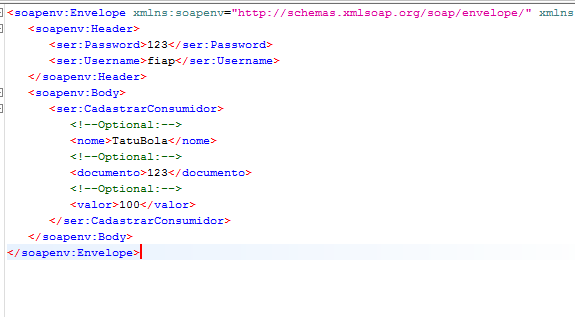 <soapenv:Envelope xmlns:soapenv="http://schemas.xmlsoap.org/soap/envelope/" xmlns
<soapenv:Header>
<ser:Password>123</ser:Password>
<ser:Username>fiap</ser:Username>
</soapenv:Header>
<soapenv:Body>
<ser:CadastrarConsumidor>
<!--Optional:-->
<nome>TatuBola</nome>
<!--Optional:-->
<documento>123</documento>
<!--Optional:-->
<valor>100</valor>
</ser:CadastrarConsumidor>
</soapenv:Body>
</soapenv:Envelope>